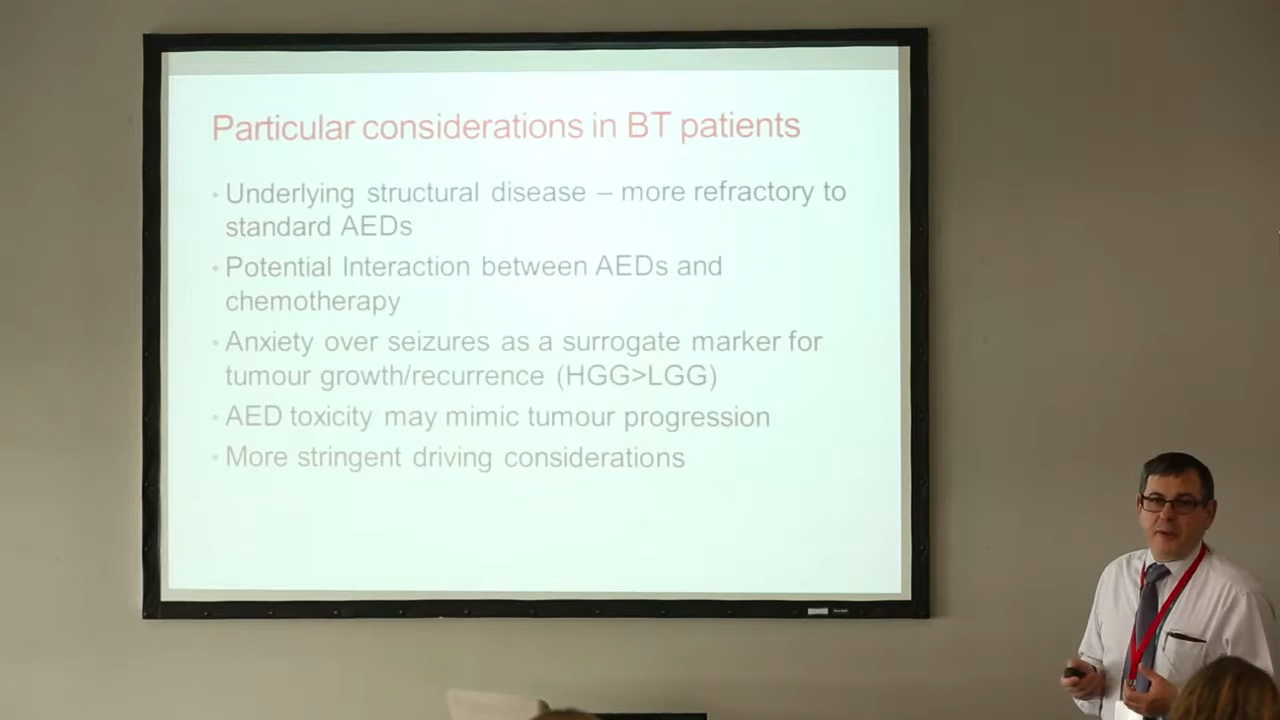 Particular considerations in BT patients
• Underlying structural disease – more refractory to
standard AEDs
• Potential Interaction between AEDs and
chemotherapy
• Anxiety over seizures as a surrogate marker for
tumour growth/recurrence (HGG>LGG)
• AED toxicity may mimic tumour progression
• More stringent driving considerations